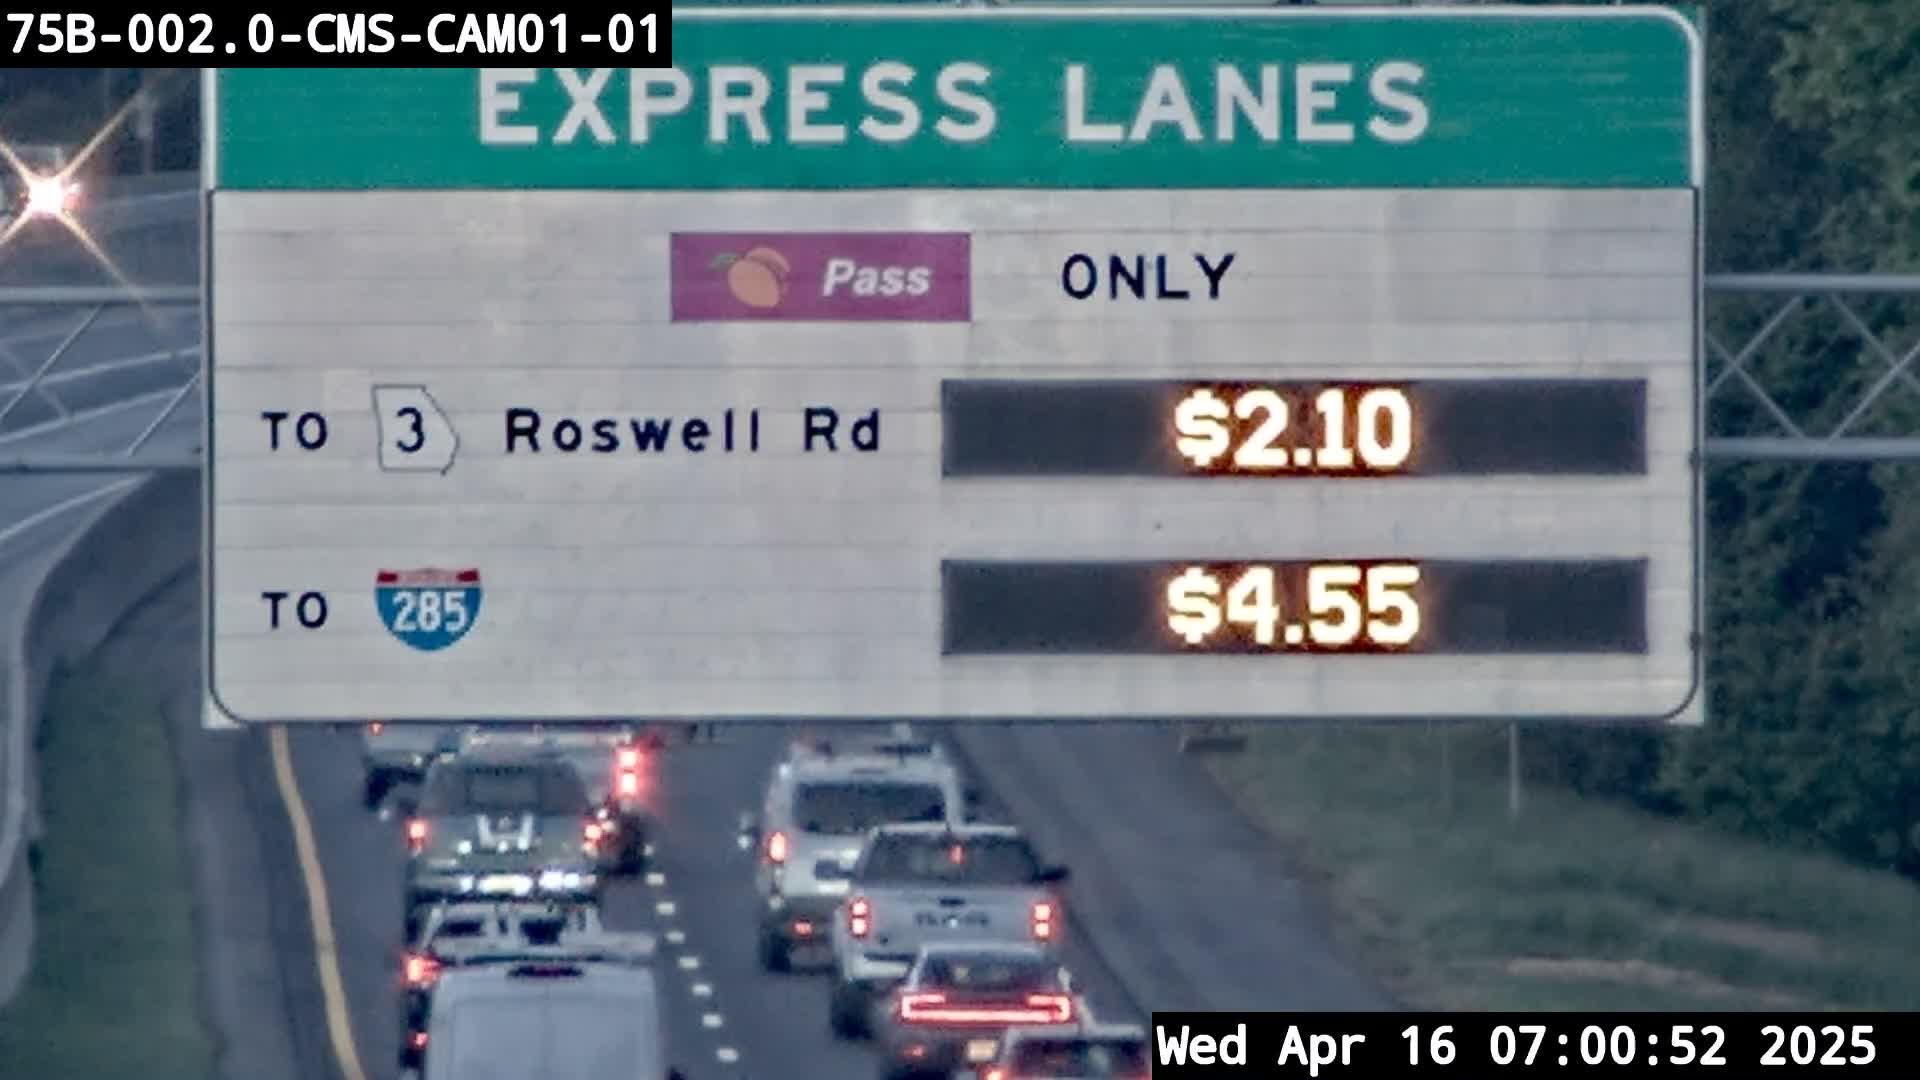 75B-002.0-CMS-CAM01-01
EXPRESS LANES
Pass ONLY
TO 3 Roswell Rd $2.10
TO 285 $4.55
Wed Apr 16 07:00:52 2025